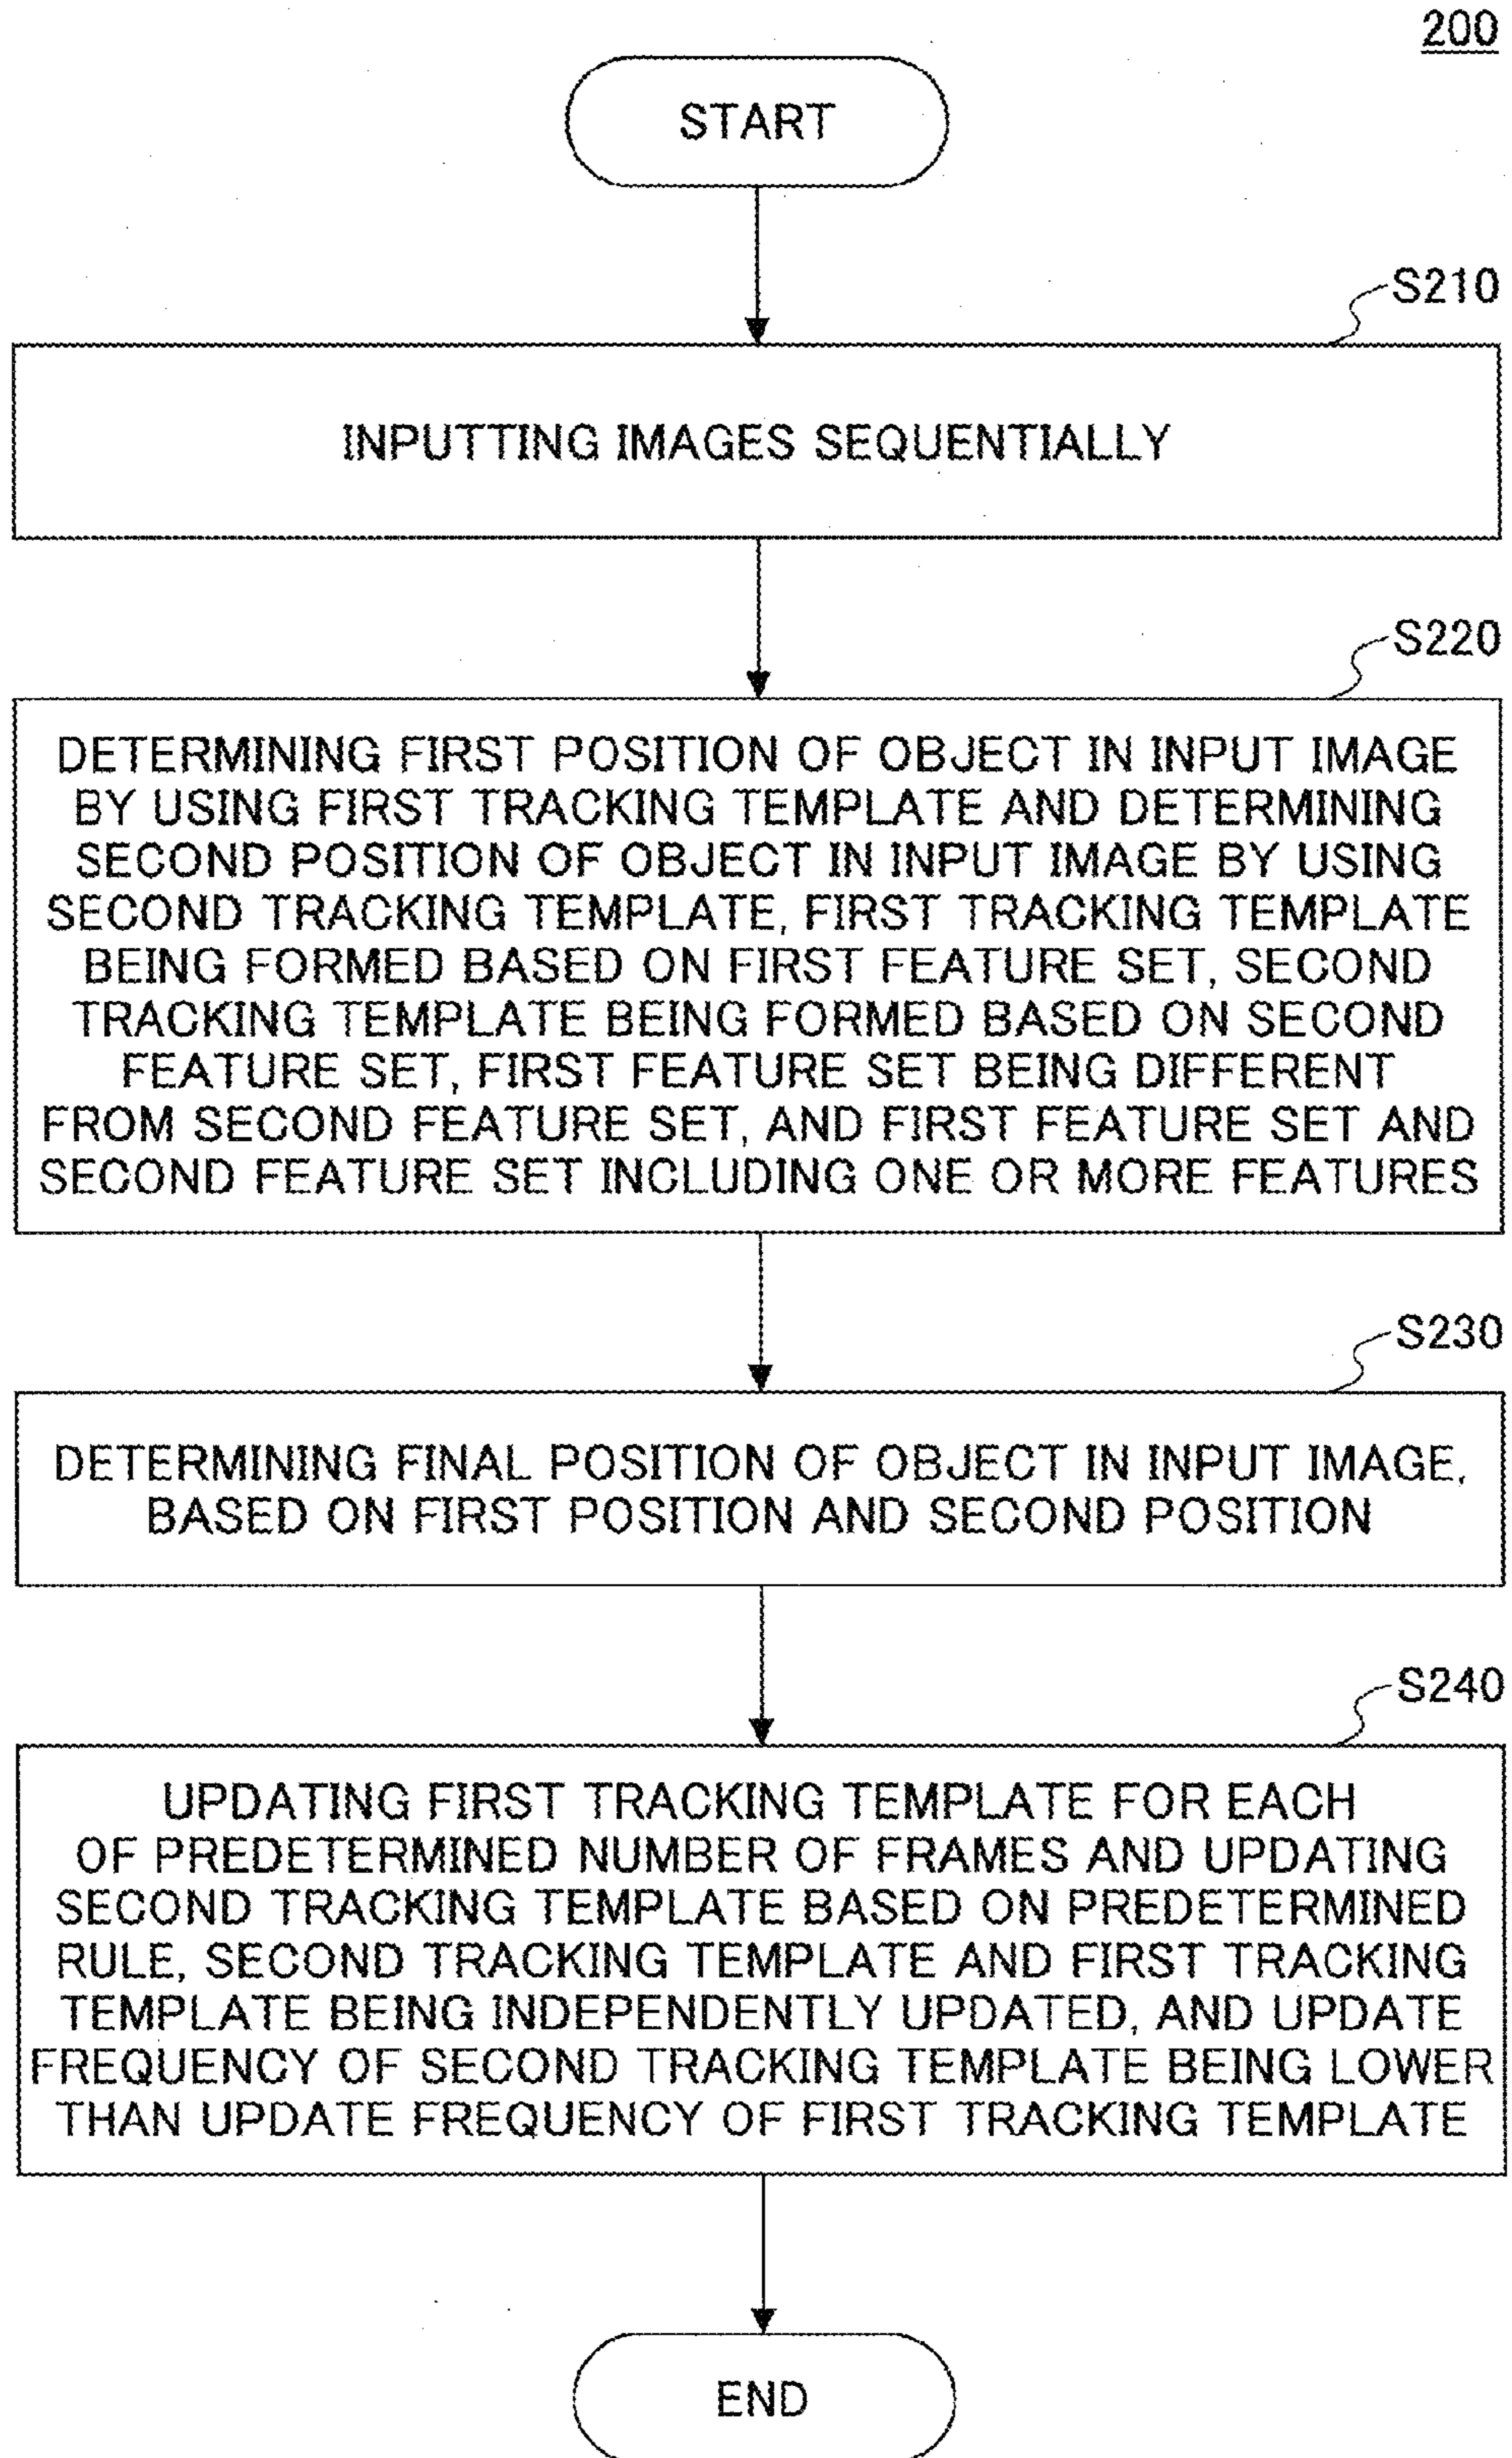 200
START
S210
INPUTTING IMAGES SEQUENTIALLY
S220
DETERMINING FIRST POSITION OF OBJECT IN INPUT IMAGE
BY USING FIRST TRACKING TEMPLATE AND DETERMINING
SECOND POSITION OF OBJECT IN INPUT IMAGE BY USING
SECOND TRACKING TEMPLATE, FIRST TRACKING TEMPLATE
BEING FORMED BASED ON FIRST FEATURE SET, SECOND
TRACKING TEMPLATE BEING FORMED BASED ON SECOND
FEATURE SET, FIRST FEATURE SET BEING DIFFERENT
FROM SECOND FEATURE SET, AND FIRST FEATURE SET AND
SECOND FEATURE SET INCLUDING ONE OR MORE FEATURES
S230
DETERMINING FINAL POSITION OF OBJECT IN INPUT IMAGE,
BASED ON FIRST POSITION AND SECOND POSITION
S240
UPDATING FIRST TRACKING TEMPLATE FOR EACH
OF PREDETERMINED NUMBER OF FRAMES AND UPDATING
SECOND TRACKING TEMPLATE BASED ON PREDETERMINED
RULE, SECOND TRACKING TEMPLATE AND FIRST TRACKING
TEMPLATE BEING INDEPENDENTLY UPDATED, AND UPDATE
FREQUENCY OF SECOND TRACKING TEMPLATE BEING LOWER
THAN UPDATE FREQUENCY OF FIRST TRACKING TEMPLATE
END